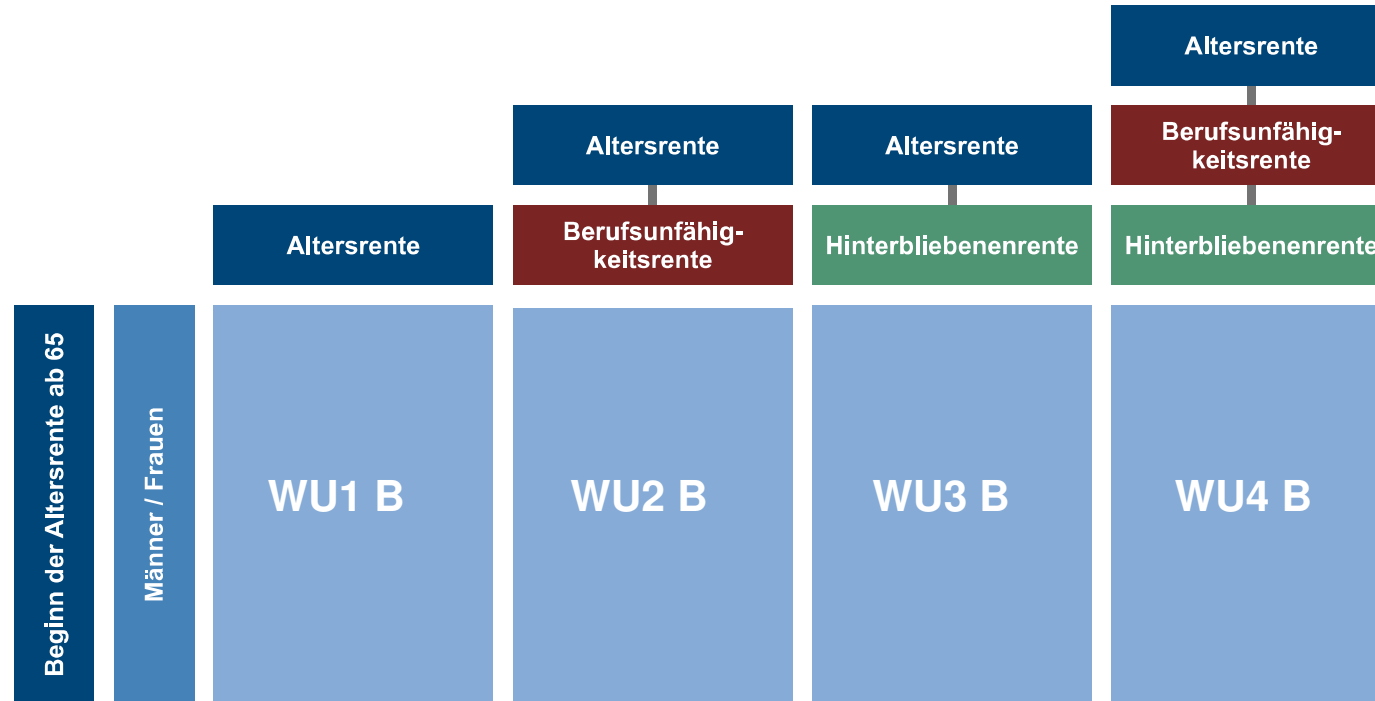 Altersrente
Altersrente
Altersrente
Berufsunfähig-
keitsrente
Altersrente
Berufsunfähig-
keitsrente
Hinterbliebenenrente
Hinterbliebenenrente
Beginn der Altersrente ab 65
Männer / Frauen
WU1 B
WU2 B
WU3 B
WU4 B